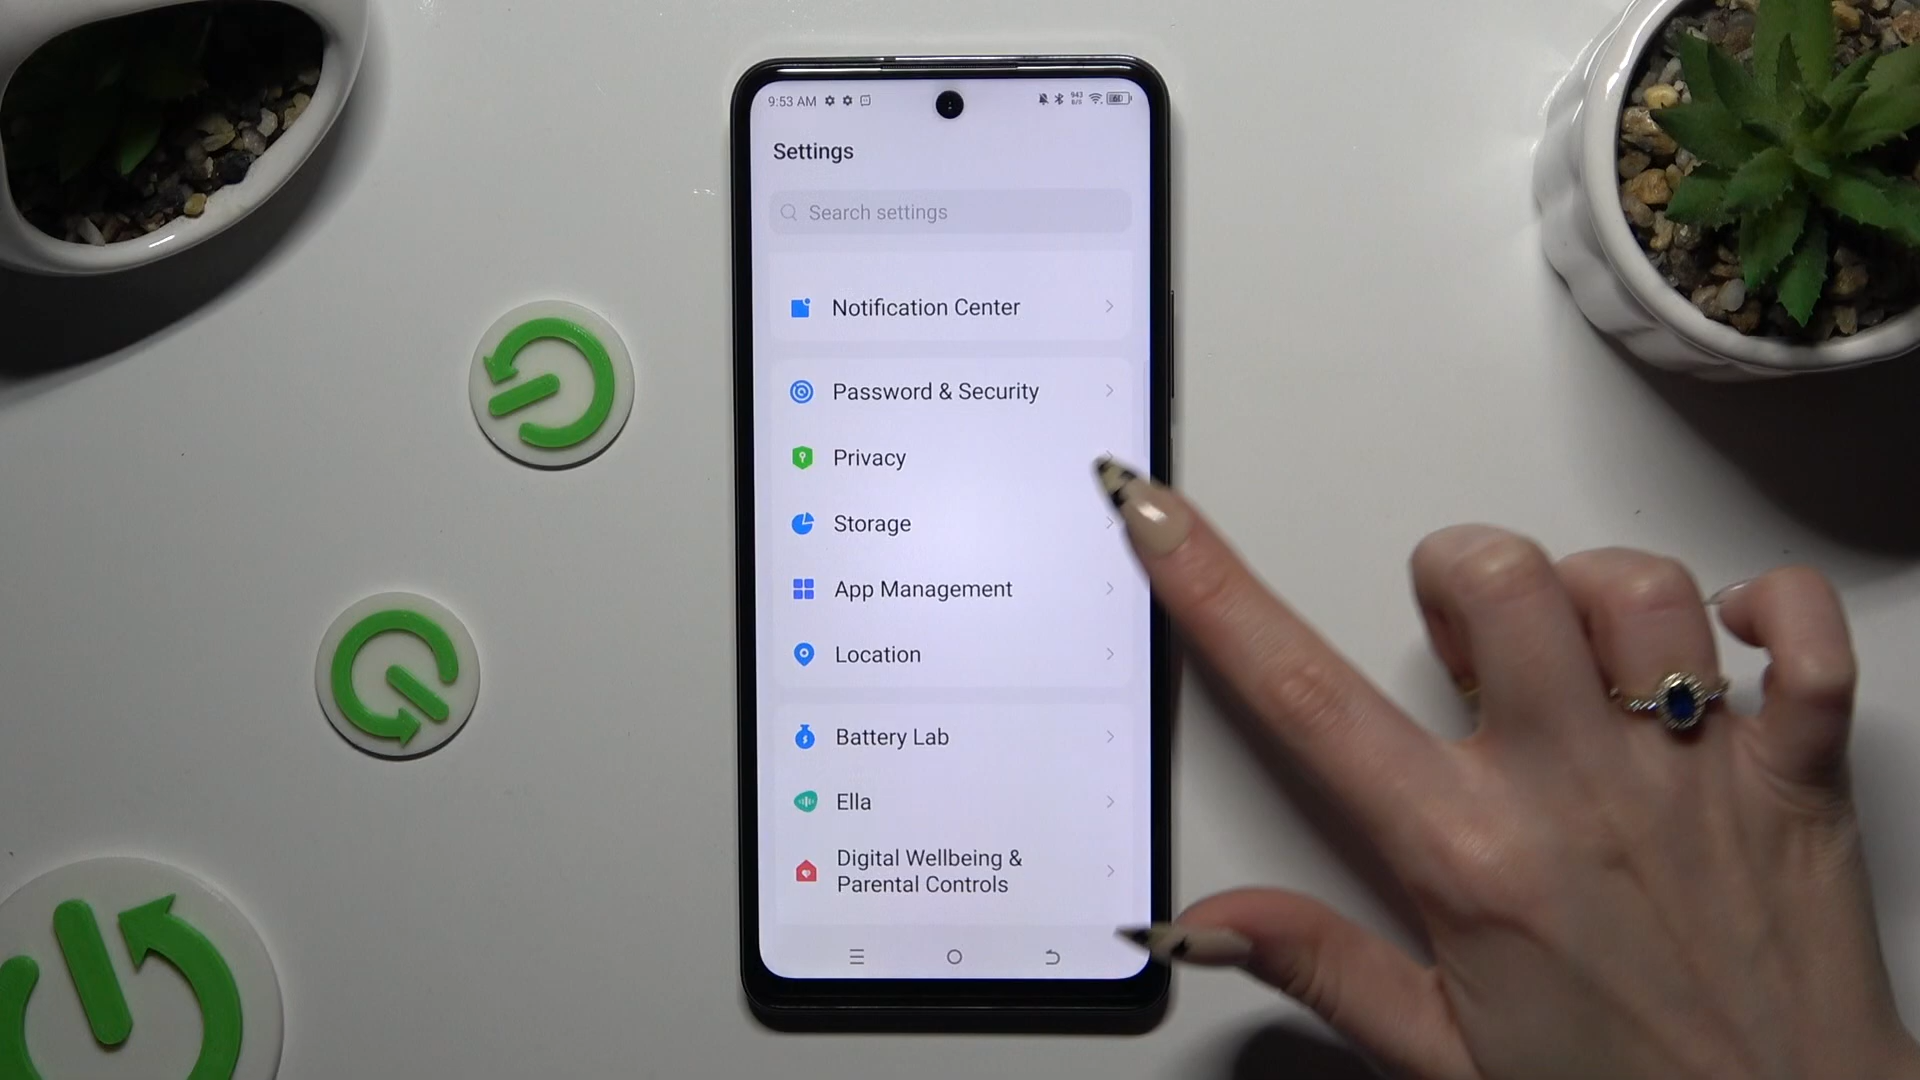 9:53 AM
943
B/S
Settings
Search settings
Notification Center
Password & Security
Privacy
Storage
App Management
Location
Battery Lab
Ella
Digital Wellbeing &
Parental Controls